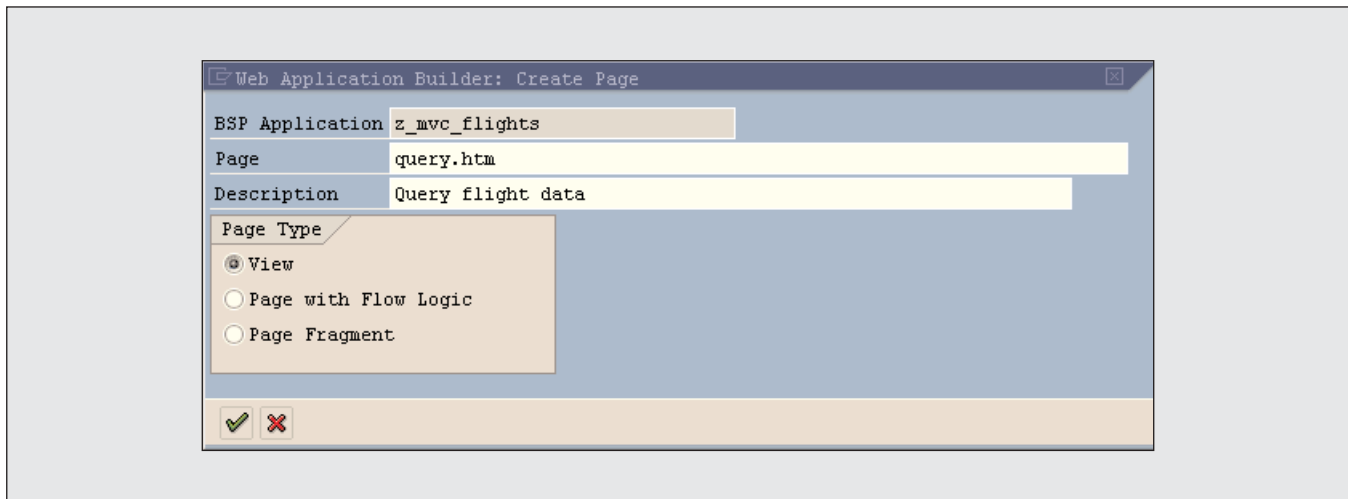 Web Application Builder: Create Page
BSP Application z_mvc_flights
Page query.htm
Description Query flight data
Page Type
View
Page with Flow Logic
Page Fragment